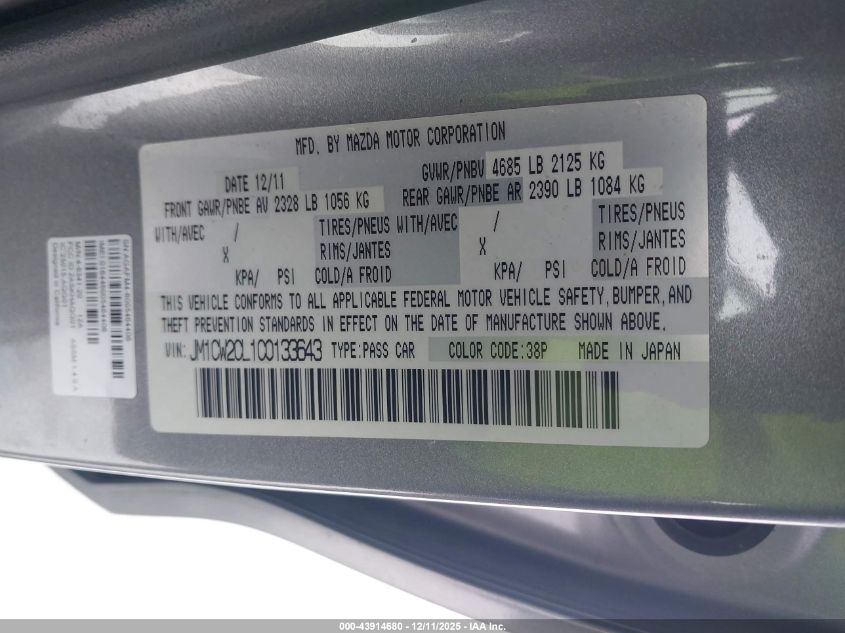 MFD. BY MAZDA MOTOR CORPORATION
DATE 12/11 GVWR/PNBV 4685 LB 2125 KG
FRONT GAWR/PNBE AV 2328 LB 1056 KG REAR GAWR/PNBE AR 2390 LB 1084 KG
WITH/AVEC / TIRES/PNEUS WITH/AVEC / TIRES/PNEUS
X RIMS/JANTES X RIMS/JANTES
KPA/ PSI COLD/A FROID KPA/ PSI COLD/A FROID
THIS VEHICLE CONFORMS TO ALL APPLICABLE FEDERAL MOTOR VEHICLE SAFETY, BUMPER, AND
THEFT PREVENTION STANDARDS IN EFFECT ON THE DATE OF MANUFACTURE SHOWN ABOVE.
VIN: JM1CW2CL1C0133643 TYPE:PASS CAR COLOR CODE:38P MADE IN JAPAN
Designed in California
000-43914680 - 12/11/2025 - IAA Inc.